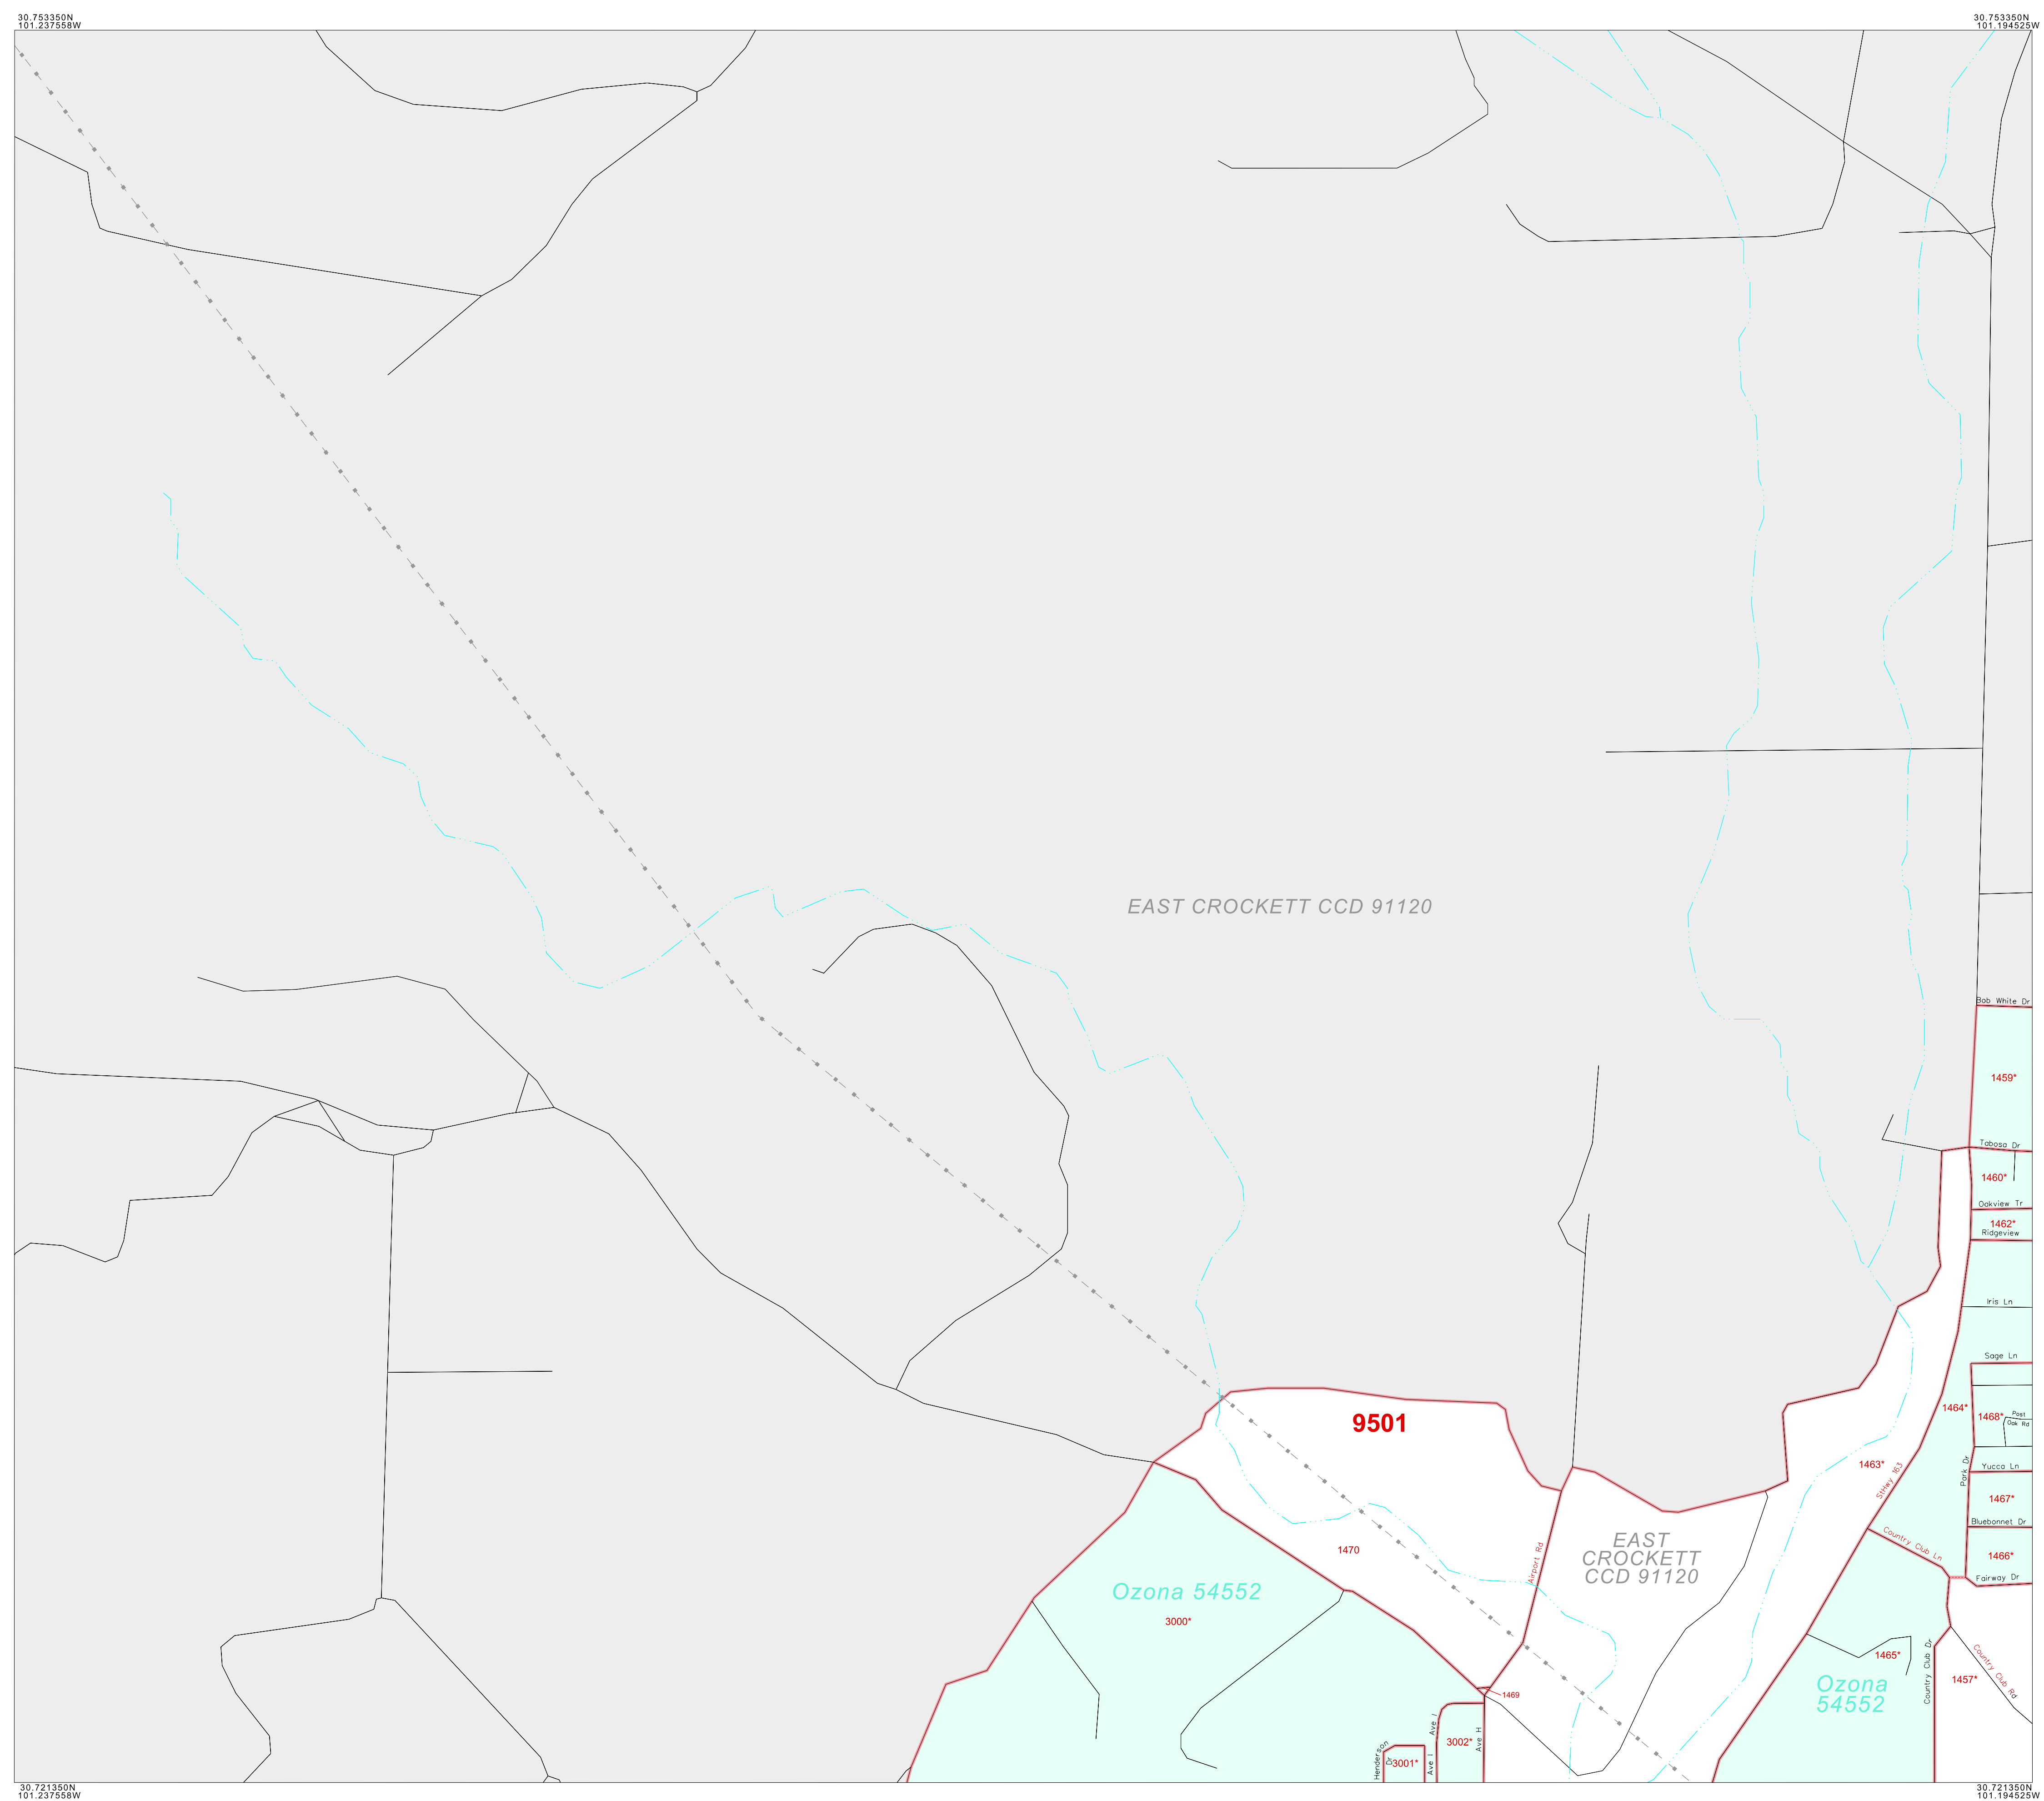 30.753350N
101.237558W
30.753350N
101.194525W
EAST CROCKETT CCD 91120
Bob White Dr
1459*
Tabosa Dr
1460*
Oakview Tr
1462*
Ridgeview
Iris Ln
Sage Ln
1464*
1468*
Post
Oak Rd
9501
Park Dr
Yucca Ln
1463*
StHwy 163
1467*
Bluebonnet Dr
Country Club Ln
1466*
Fairway Dr
EAST
CROCKETT
CCD 91120
1470
Airport Rd
Ozona 54552
3000*
1465*
Country Club Dr
Country Club Rd
1457*
Ozona
54552
1469
Ave I
Ave I
Ave H
3002*
Henderson
Dr
3001*
30.721350N
101.237558W
30.721350N
101.194525W